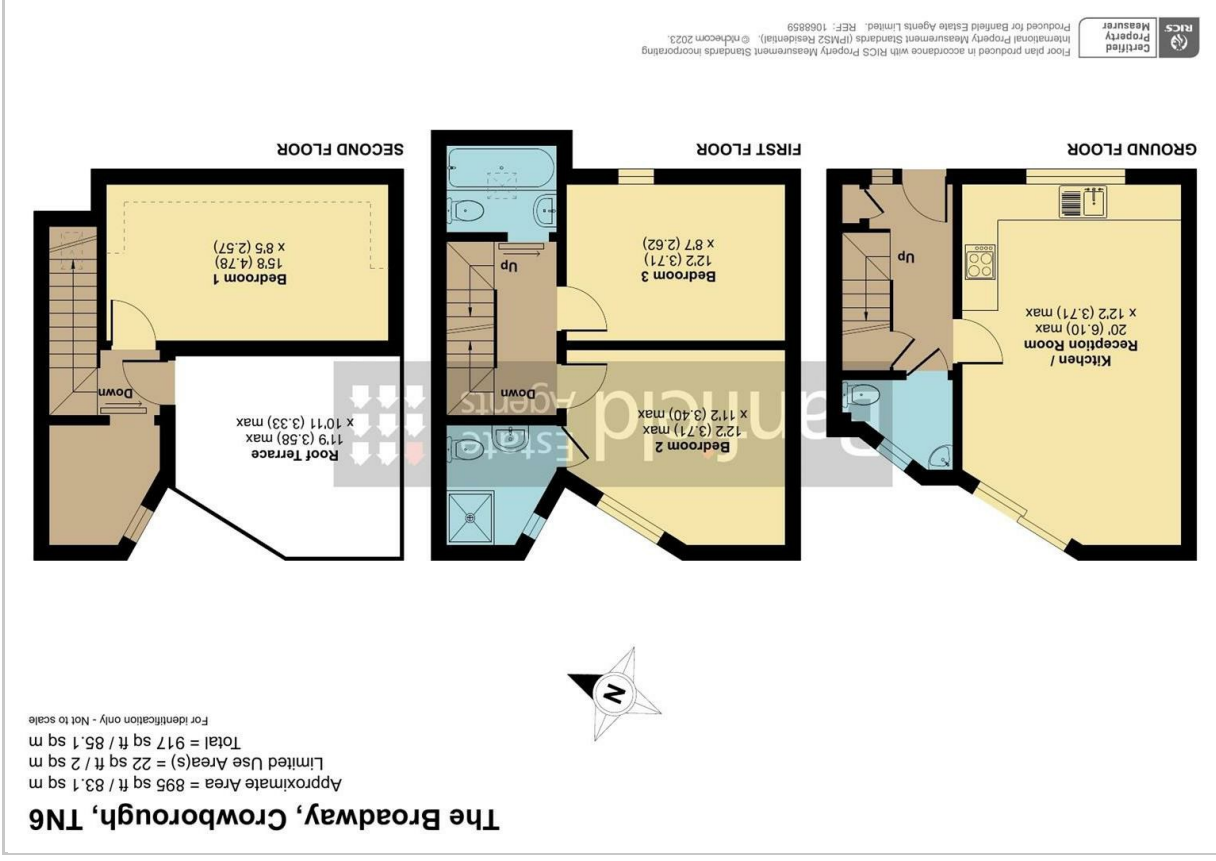 The Broadway, Crowborough, TN6
Approximate Area = 895 sq ft / 83.1 sq m
Limited Use Area(s) = 22 sq ft / 2 sq m
Total = 917 sq ft / 85.1 sq m
For identification only - Not to scale
N
Kitchen /
Reception Room
20' (6.10) max
x 12'2 (3.71) max
Up
GROUND FLOOR
Bedroom 2
12'2 (3.71) max
x 11'2 (3.40) max
Down
Bedroom 3
12'2 (3.71)
x 8'7 (2.62)
Up
FIRST FLOOR
Roof Terrace
11'9 (3.58) max
x 10'11 (3.33) max
Down
Bedroom 1
15'8 (4.78)
x 8'5 (2.57)
SECOND FLOOR
Banfield
Estate
Agents
RICS
Certified
Property
Measurer
Floor plan produced in accordance with RICS Property Measurement Standards incorporating
International Property Measurement Standards (IPMS2 Residential). © nichecom 2023.
Produced for Banfield Estate Agents Limited. REF: 1068859